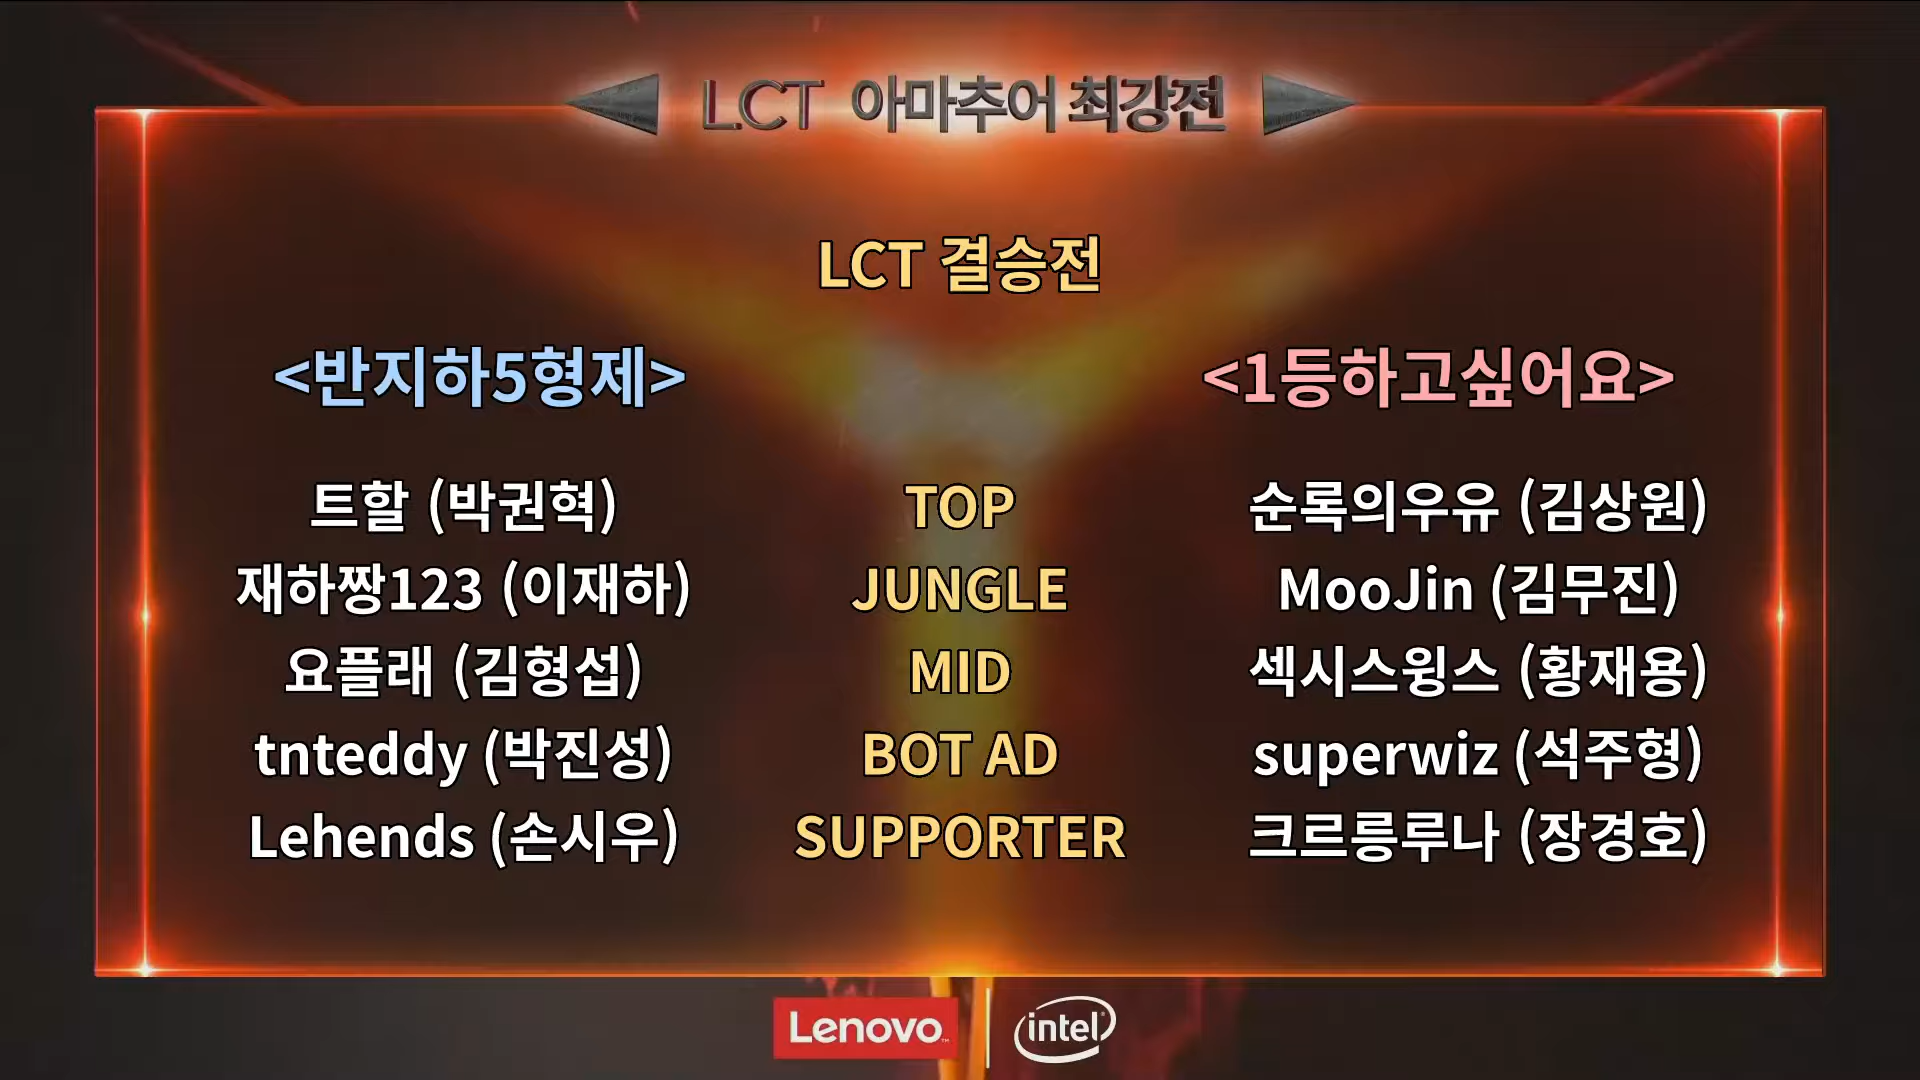 LCT 아마추어 최강전
LCT 결승전
<반지하5형제> <1등하고싶어요>
트할 (박권혁) TOP 순록의우유 (김상원)
재하짱123 (이재하) JUNGLE MooJin (김무진)
요플래 (김형섭) MID 섹시스윙스 (황재용)
tnteddy (박진성) BOT AD superwiz (석주형)
Lehends (손시우) SUPPORTER 크르릉루나 (장경호)
Lenovo™ intel®